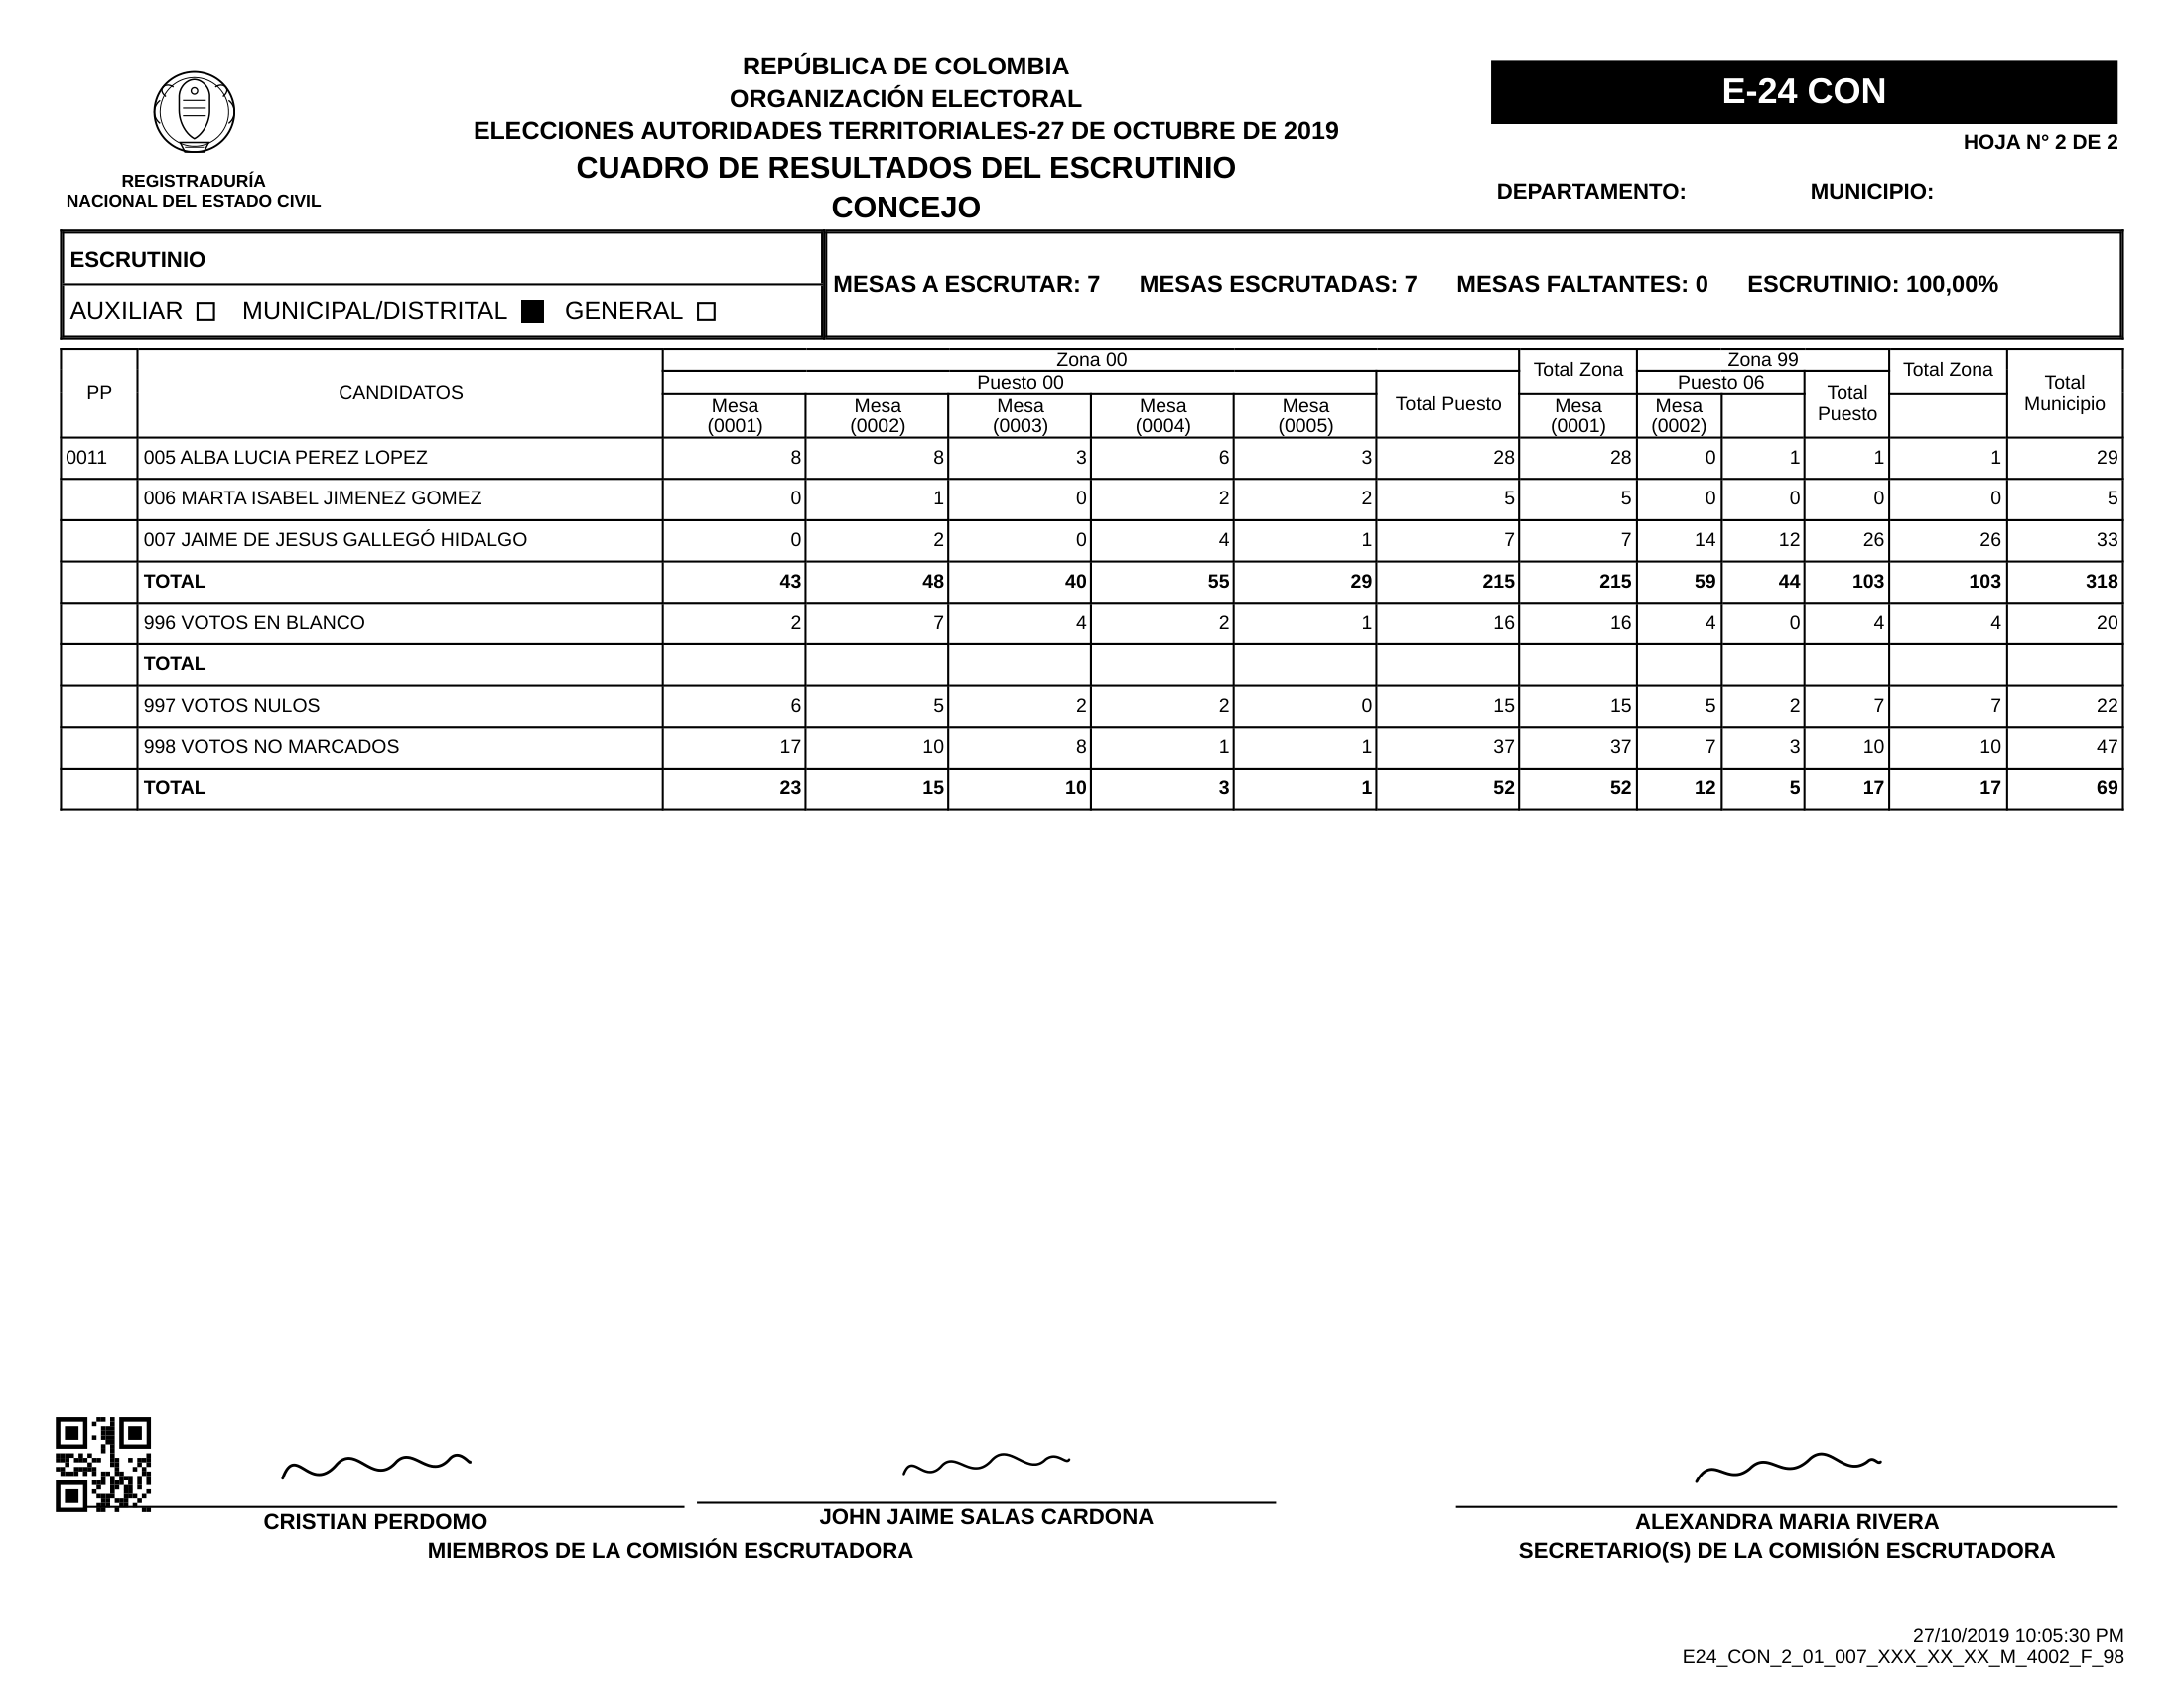 REPÚBLICA DE COLOMBIA
ORGANIZACIÓN ELECTORAL
ELECCIONES AUTORIDADES TERRITORIALES-27 DE OCTUBRE DE 2019
CUADRO DE RESULTADOS DEL ESCRUTINIO
CONCEJO
REGISTRADURÍA
NACIONAL DEL ESTADO CIVIL
E-24 CON
HOJA N° 2 DE 2
DEPARTAMENTO: MUNICIPIO:
ESCRUTINIO
AUXILIAR MUNICIPAL/DISTRITAL GENERAL
MESAS A ESCRUTAR: 7 MESAS ESCRUTADAS: 7 MESAS FALTANTES: 0 ESCRUTINIO: 100,00%
PP CANDIDATOS Zona 00 Total Zona Zona 99 Total Zona Total Municipio
Puesto 00 Total Puesto Puesto 06 Total Puesto
Mesa (0001) Mesa (0002) Mesa (0003) Mesa (0004) Mesa (0005) Mesa (0001) Mesa (0002)
0011 005 ALBA LUCIA PEREZ LOPEZ 8 8 3 6 3 28 28 0 1 1 1 29
006 MARTA ISABEL JIMENEZ GOMEZ 0 1 0 2 2 5 5 0 0 0 0 5
007 JAIME DE JESUS GALLEGÓ HIDALGO 0 2 0 4 1 7 7 14 12 26 26 33
TOTAL 43 48 40 55 29 215 215 59 44 103 103 318
996 VOTOS EN BLANCO 2 7 4 2 1 16 16 4 0 4 4 20
TOTAL
997 VOTOS NULOS 6 5 2 2 0 15 15 5 2 7 7 22
998 VOTOS NO MARCADOS 17 10 8 1 1 37 37 7 3 10 10 47
TOTAL 23 15 10 3 1 52 52 12 5 17 17 69
CRISTIAN PERDOMO JOHN JAIME SALAS CARDONA ALEXANDRA MARIA RIVERA
MIEMBROS DE LA COMISIÓN ESCRUTADORA SECRETARIO(S) DE LA COMISIÓN ESCRUTADORA
27/10/2019 10:05:30 PM
E24_CON_2_01_007_XXX_XX_XX_M_4002_F_98